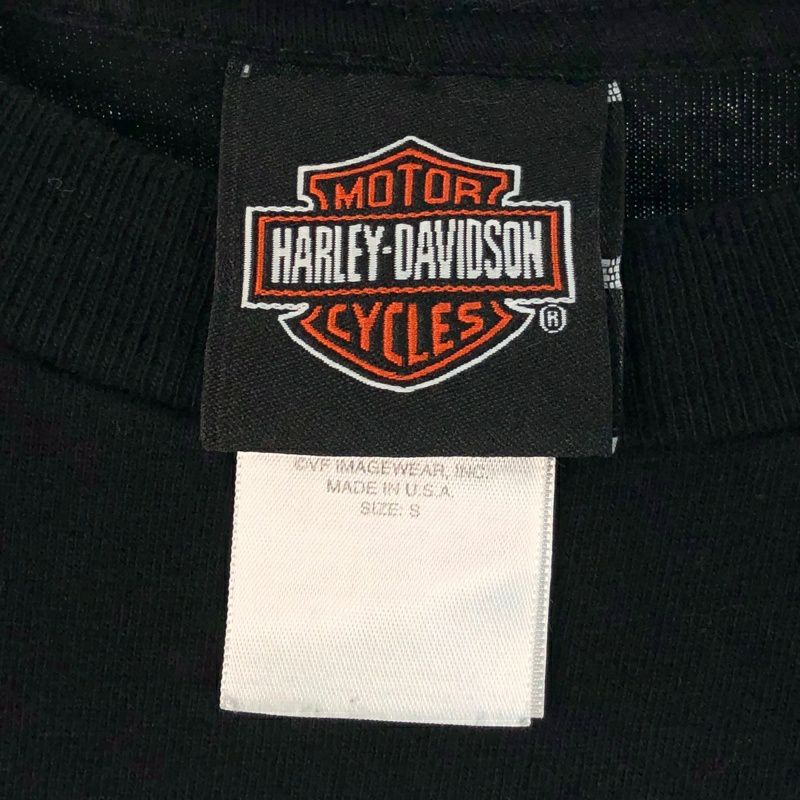 MOTOR
HARLEY-DAVIDSON
CYCLES
®
©VF IMAGEWEAR, INC.
MADE IN U.S.A.
SIZE: S